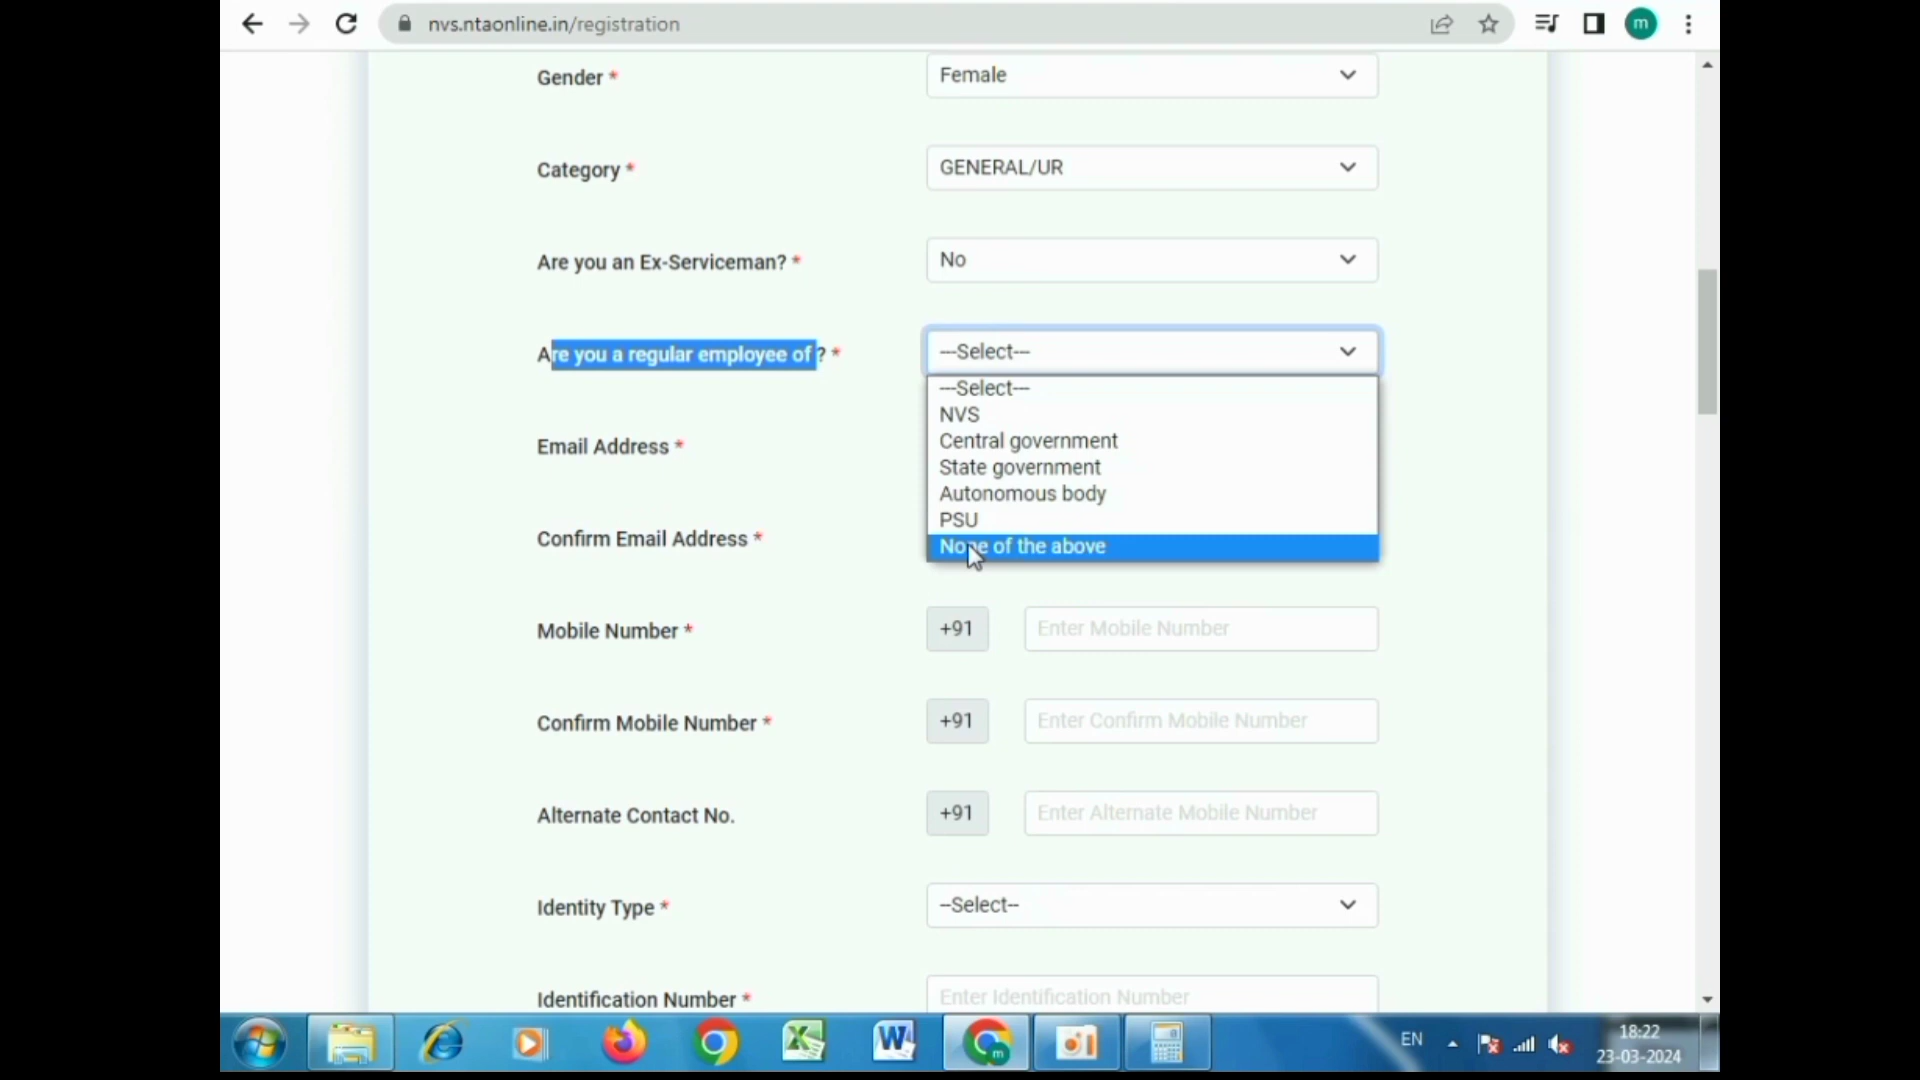 nvs.ntaonline.in/registration
m
Gender *
Female
Category *
GENERAL/UR
Are you an Ex-Serviceman? *
No
Are you a regular employee of ? *
---Select---
---Select---
NVS
Central government
State government
Autonomous body
PSU
None of the above
Email Address *
Confirm Email Address *
Mobile Number *
+91
Enter Mobile Number
Confirm Mobile Number *
+91
Enter Confirm Mobile Number
Alternate Contact No.
+91
Enter Alternate Mobile Number
Identity Type *
--Select--
Identification Number *
Enter Identification Number
EN
18:22
23-03-2024